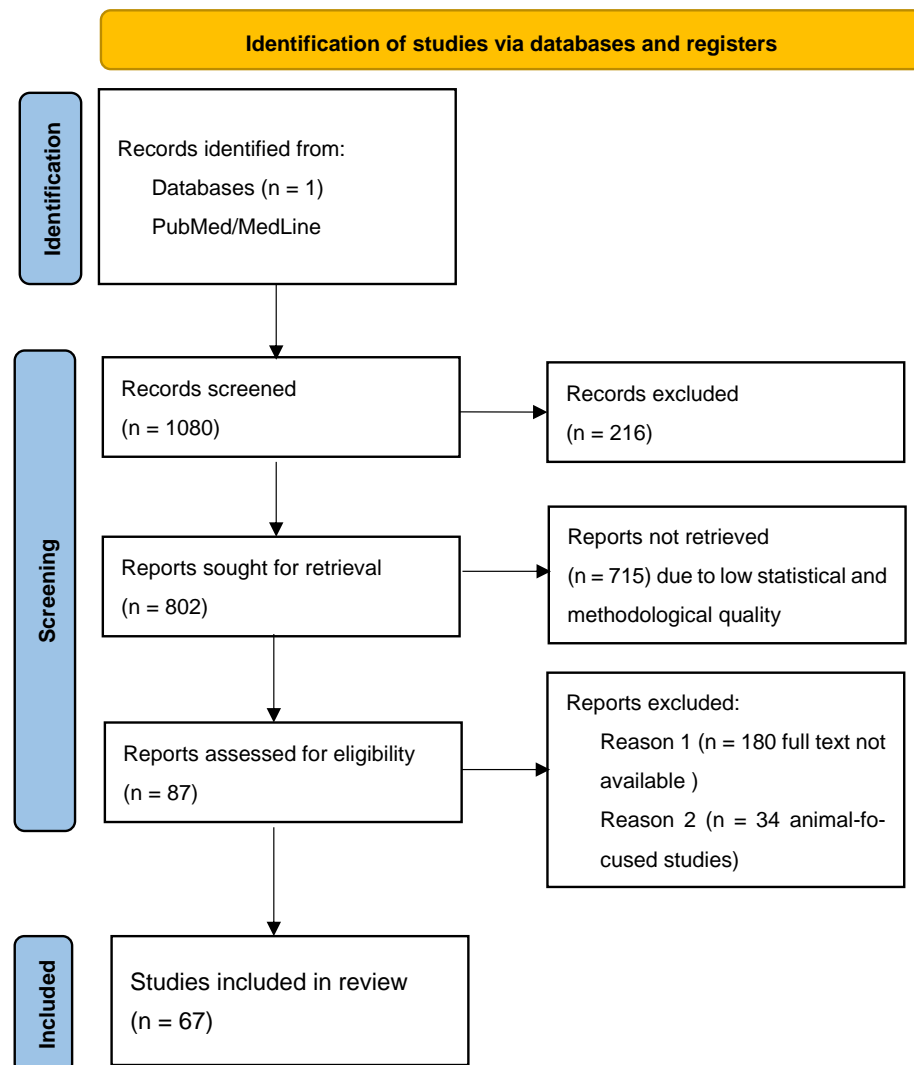 Identification of studies via databases and registers
Identification
Records identified from:
Databases (n = 1)
PubMed/MedLine
Screening
Records screened
(n = 1080)
Records excluded
(n = 216)
Reports sought for retrieval
(n = 802)
Reports not retrieved
(n = 715) due to low statistical and
methodological quality
Reports assessed for eligibility
(n = 87)
Reports excluded:
Reason 1 (n = 180 full text not
available )
Reason 2 (n = 34 animal-fo-
cused studies)
Included
Studies included in review
(n = 67)